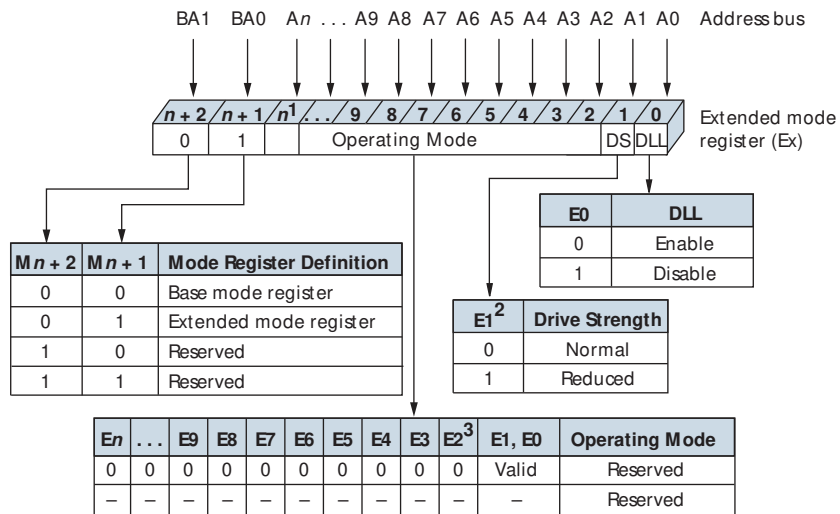 BA1 BA0 An ... A9 A8 A7 A6 A5 A4 A3 A2 A1 A0 Address bus
n + 2 n + 1 n1 ... 9 8 7 6 5 4 3 2 1 0
Extended mode
register (Ex)
0 1 Operating Mode DS DLL
E0 DLL
0 Enable
1 Disable
Mn + 2 Mn + 1 Mode Register Definition
0 0 Base mode register
0 1 Extended mode register
1 0 Reserved
1 1 Reserved
E1² Drive Strength
0 Normal
1 Reduced
En ... E9 E8 E7 E6 E5 E4 E3 E2³ E1, E0 Operating Mode
0 0 0 0 0 0 0 0 0 0 Valid Reserved
– – – – – – – – – – – Reserved